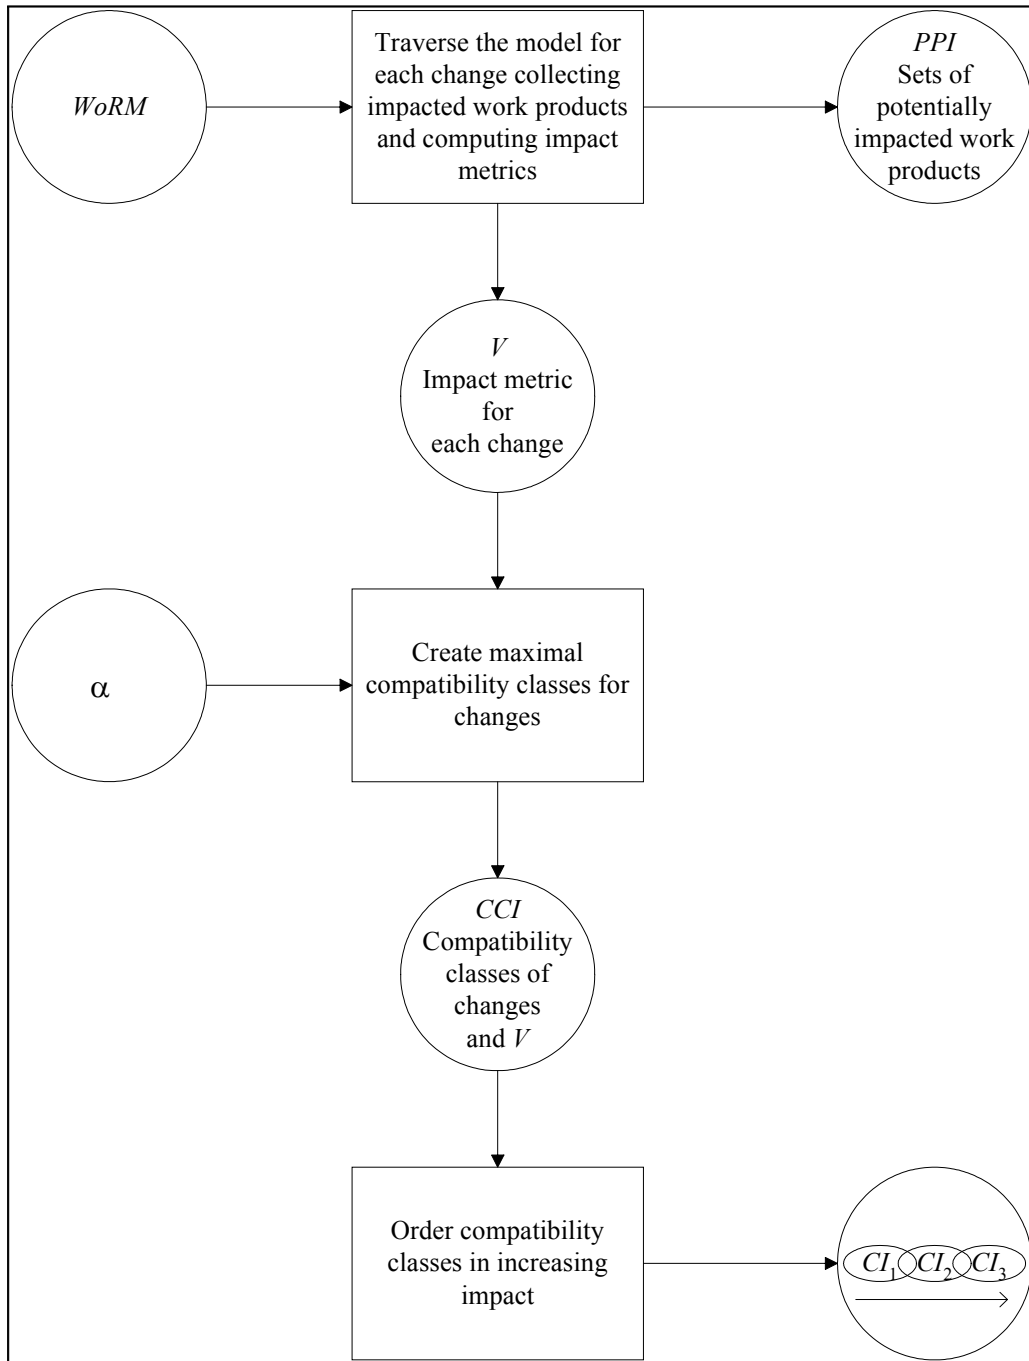 WoRM
Traverse the model for
each change collecting
impacted work products
and computing impact
metrics
PPI
Sets of
potentially
impacted work
products
V
Impact metric
for
each change
α
Create maximal
compatibility classes for
changes
CCI
Compatibility
classes of
changes
and V
Order compatibility
classes in increasing
impact
CI1 CI2 CI3